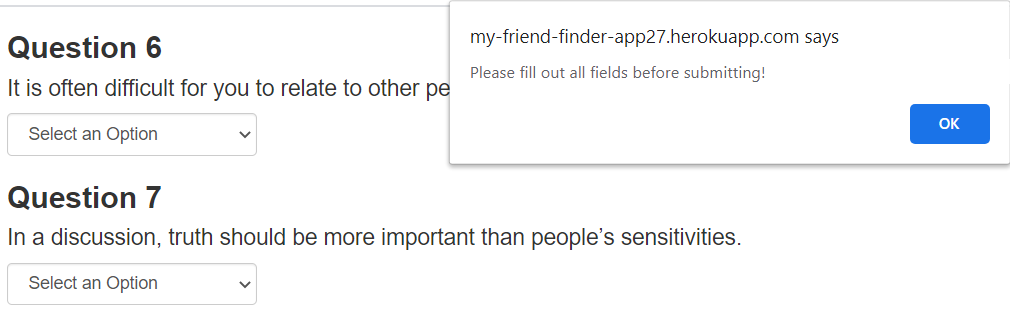 Question 6
It is often difficult for you to relate to other
Select an Option
my-friend-finder-app27.herokuapp.com says
Please fill out all fields before submitting!
OK
Question 7
In a discussion, truth should be more important than people’s sensitivities.
Select an Option